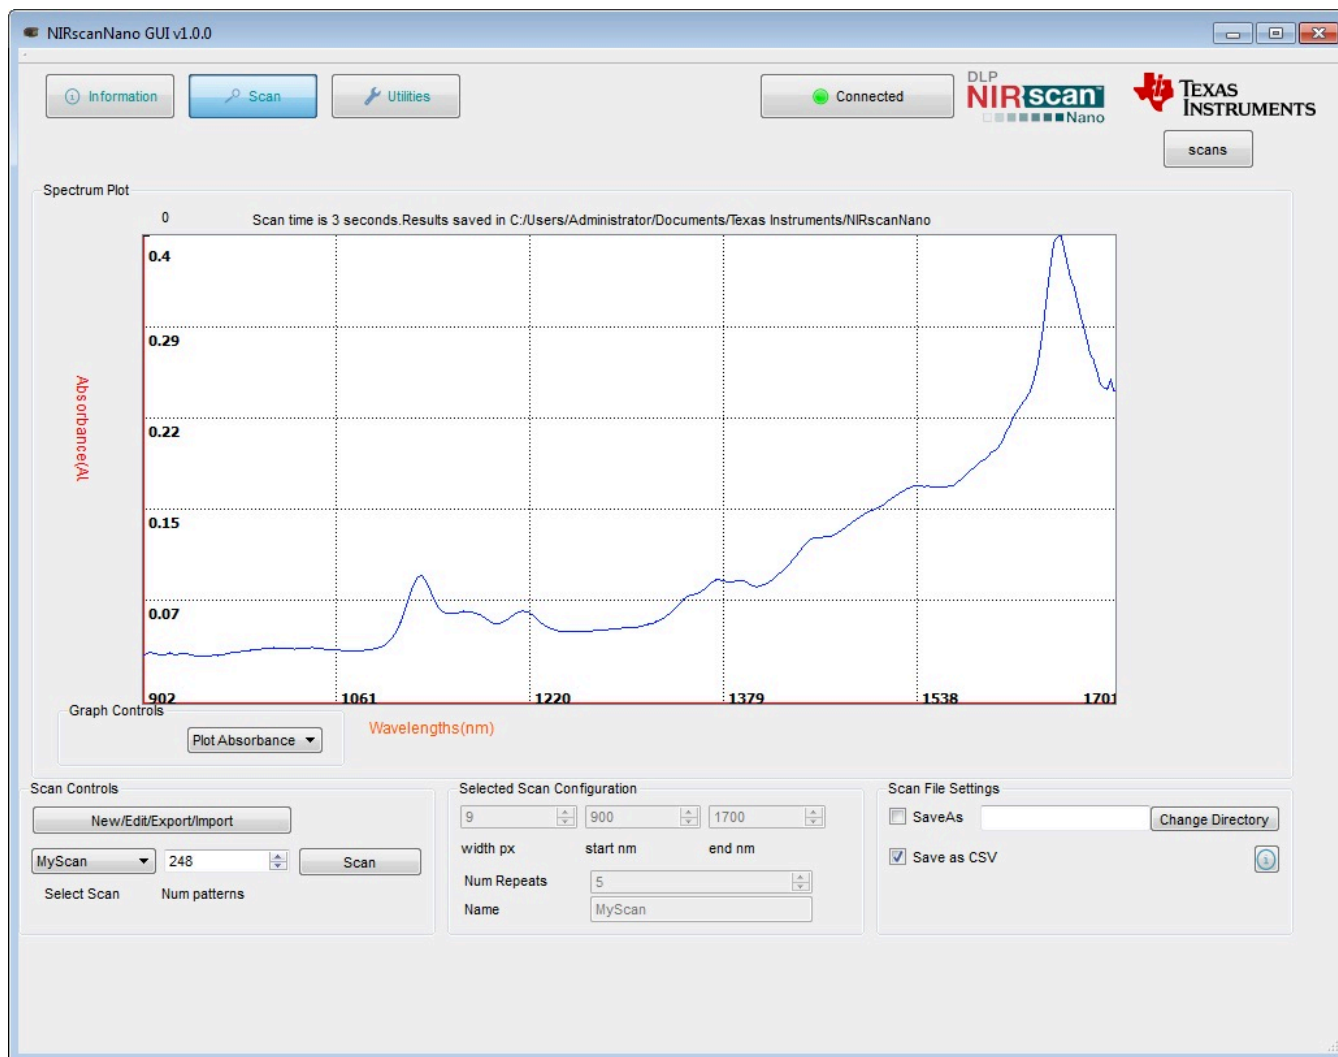 NIRscanNano GUI v1.0.0
Information
Scan
Utilities
Connected
DLP
NIRscan™
Nano
TEXAS
INSTRUMENTS
scans
Spectrum Plot
0
Scan time is 3 seconds.Results saved in C:/Users/Administrator/Documents/Texas Instruments/NIRscanNano
0.4
0.29
0.22
0.15
0.07
Absorbance(AU
902 1061 1220 1379 1538 1701
Wavelengths(nm)
Graph Controls
Plot Absorbance
Scan Controls
New/Edit/Export/Import
MyScan 248 Scan
Select Scan Num patterns
Selected Scan Configuration
9 900 1700
width px start nm end nm
Num Repeats 5
Name MyScan
Scan File Settings
SaveAs Change Directory
Save as CSV